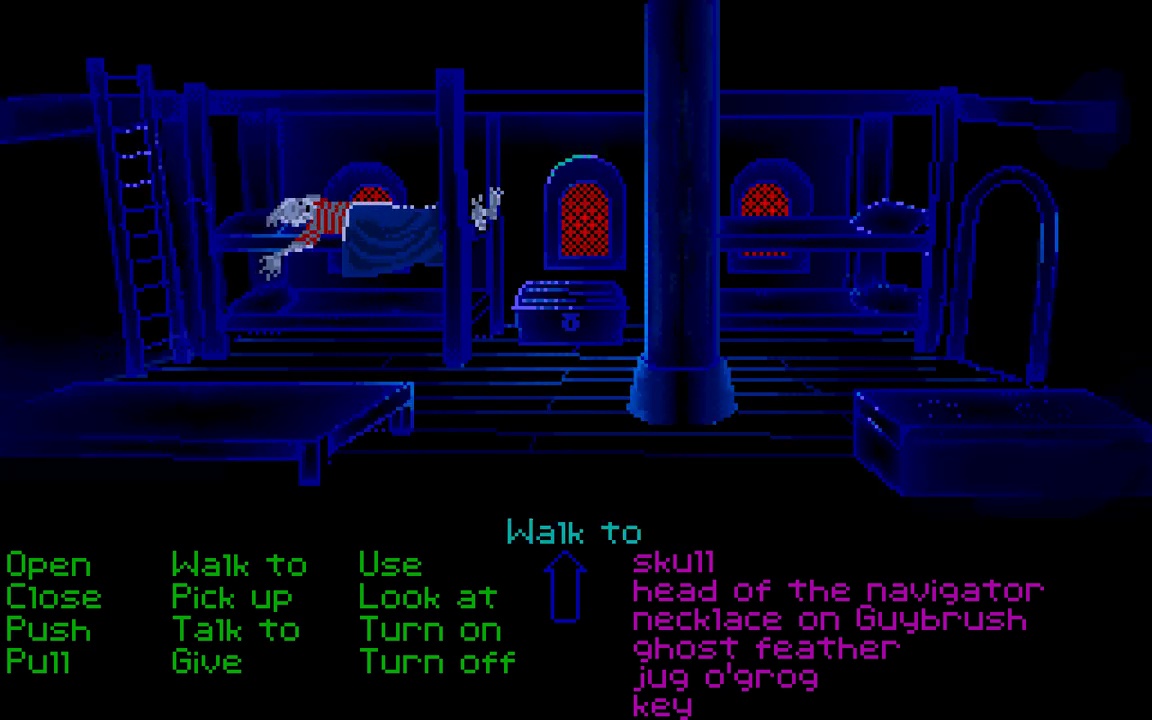 Walk to
Open Walk to Use
Close Pick up Look at
Push Talk to Turn on
Pull Give Turn off
skull
head of the navigator
necklace on Guybrush
ghost feather
jug o'grog
key